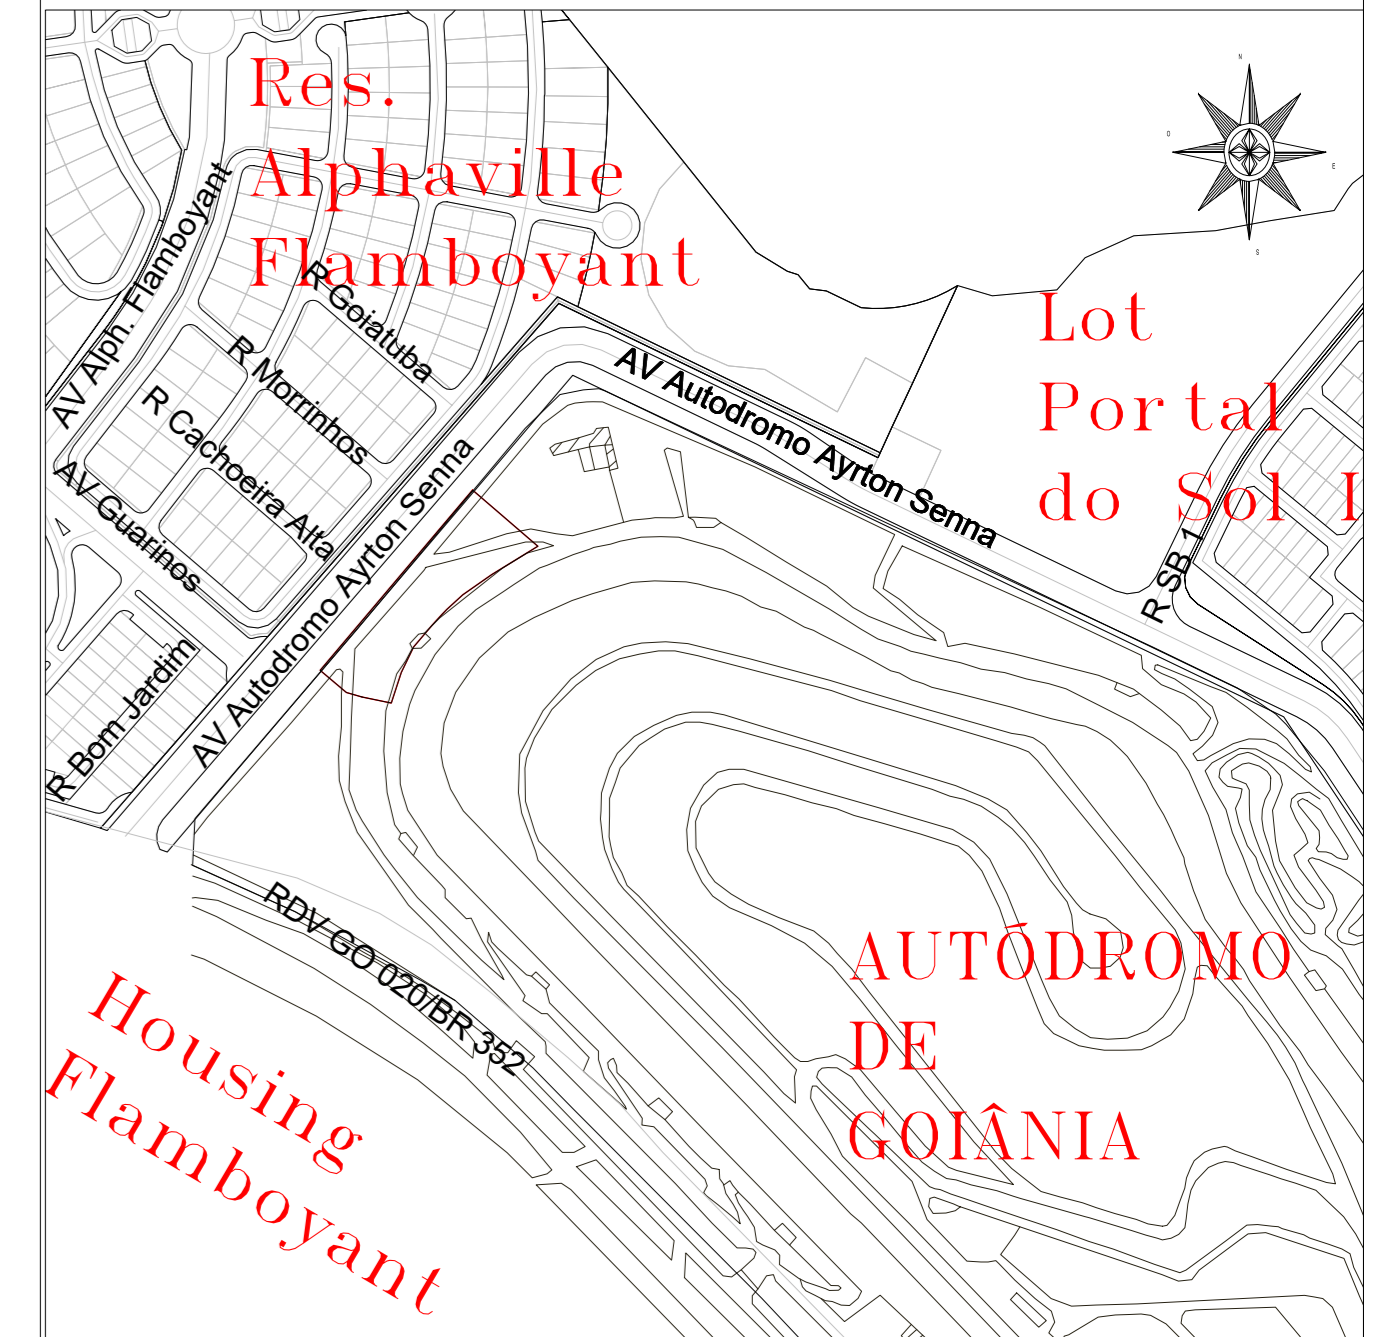 Res.
Alphaville
Flamboyant
N
O
E
S
Lot
Portal
do Sol I
AV Alph. Flamboyant
R Goiatuba
R Morrinhos
R Cachoeira Alta
AV Guarinos
R Bom Jardim
AV Autodromo Ayrton Senna
AV Autodromo Ayrton Senna
R SB 1
RDV GO 020/BR 352
AUTÓDROMO
DE
GOIÂNIA
Housing
Flamboyant